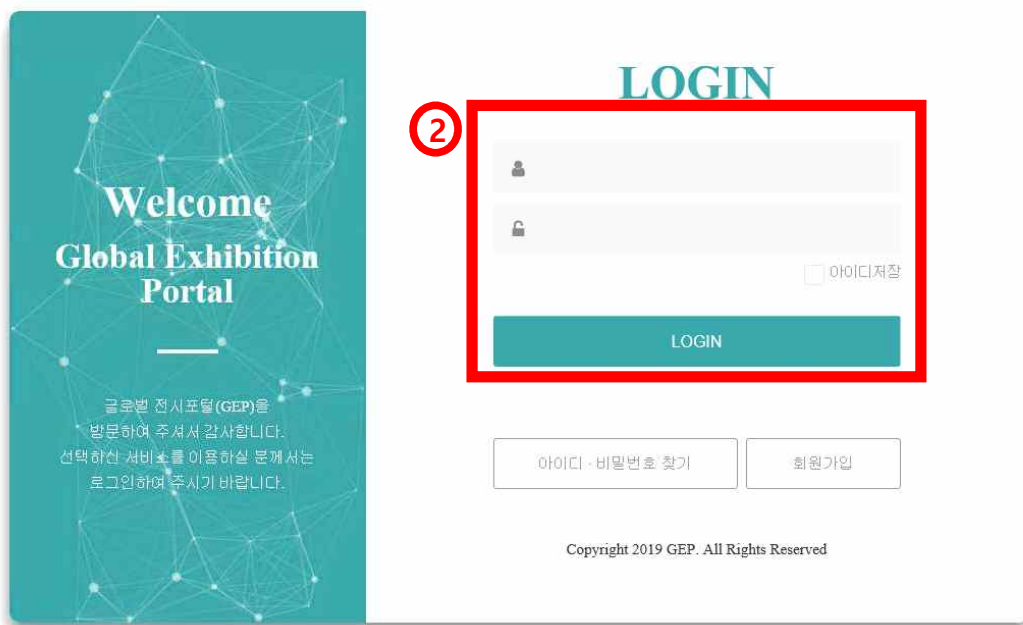 Welcome
Global Exhibition
Portal
글로벌 전시포털(GEP)을
방문하여 주셔서 감사합니다.
선택하신 서비스를 이용하실 분께서는
로그인하여 주시기 바랍니다.
LOGIN
2
아이디저장
LOGIN
아이디 · 비밀번호 찾기
회원가입
Copyright 2019 GEP. All Rights Reserved